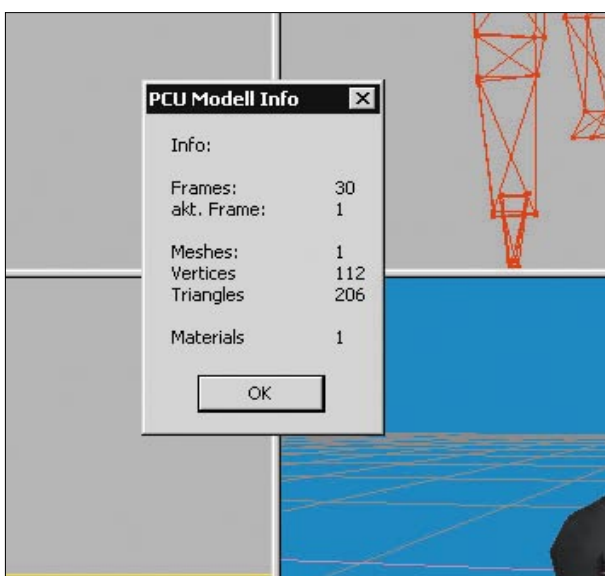 PCU Modell Info
Info:
Frames: 30
akt. Frame: 1
Meshes: 1
Vertices 112
Triangles 206
Materials 1
OK